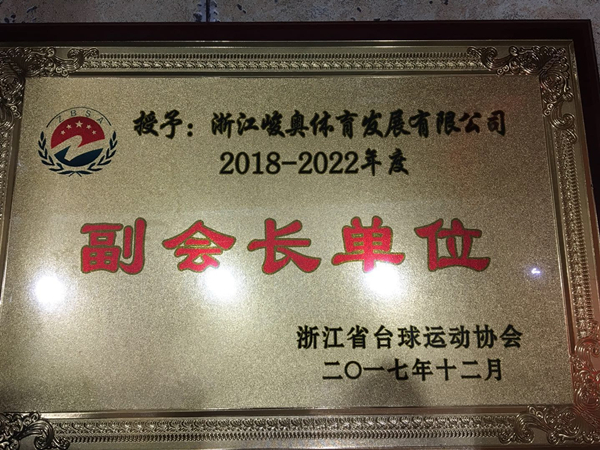 ZBSA
授予：浙江峻奥体育发展有限公司
2018-2022年度
副会长单位
浙江省台球运动协会
二〇一七年十二月